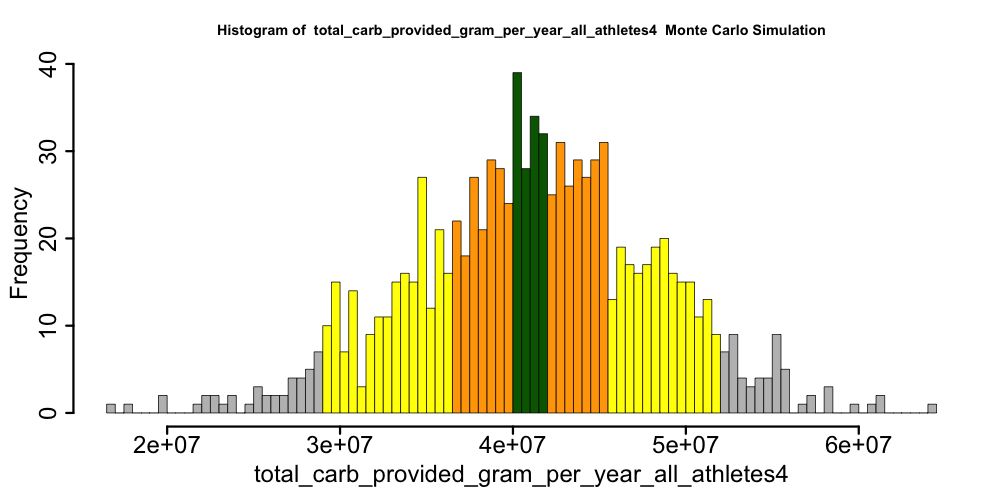 Histogram of  total_carb_provided_gram_per_year_all_athletes4  Monte Carlo Simulation
Frequency
40
30
20
10
0
2e+07 3e+07 4e+07 5e+07 6e+07
total_carb_provided_gram_per_year_all_athletes4